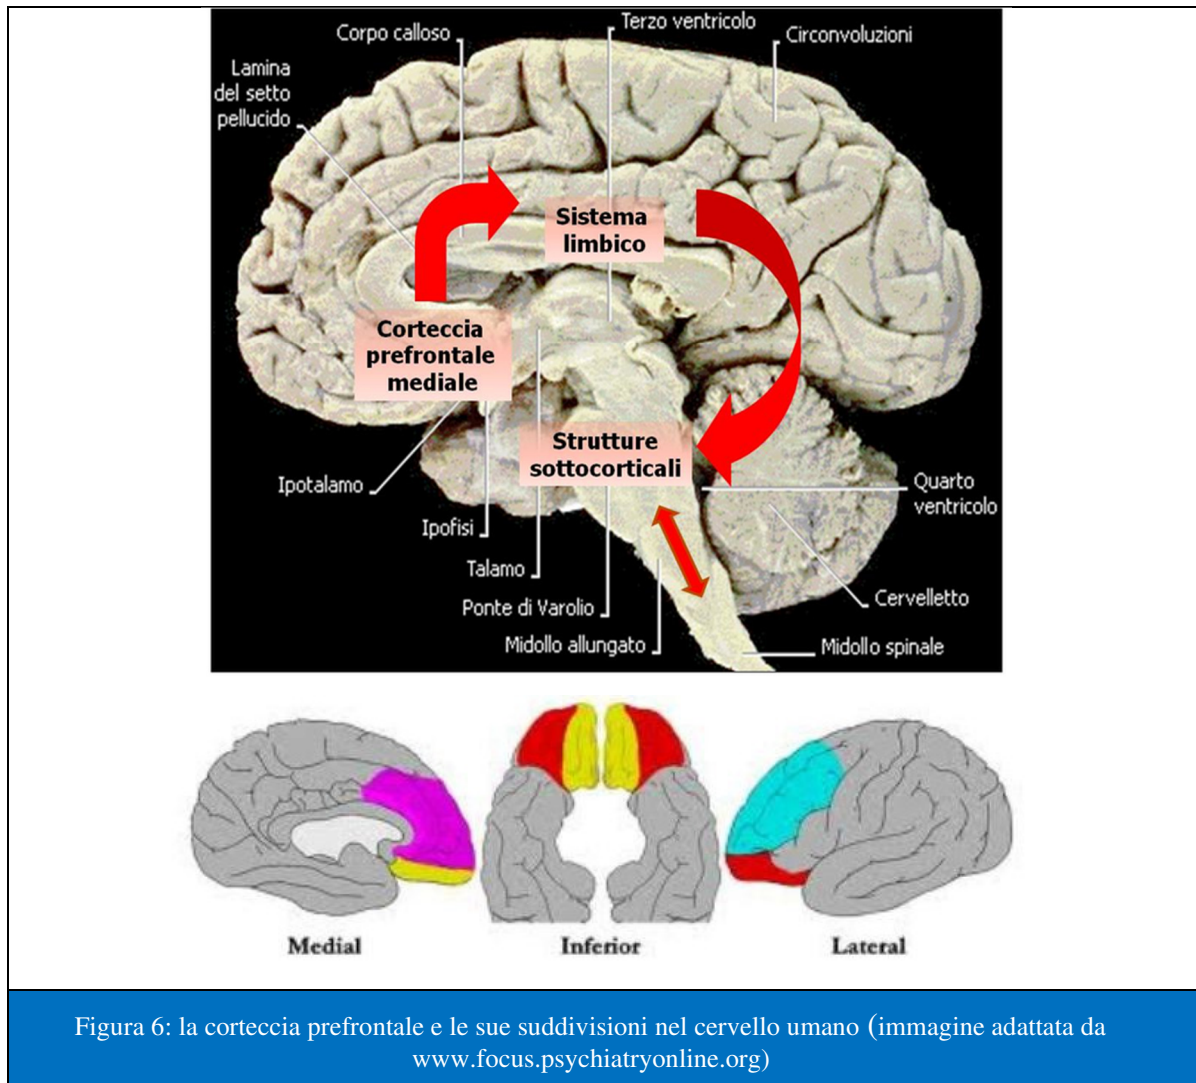 Terzo ventricolo
Corpo calloso
Circonvoluzioni
Lamina
del setto
pellucido
Sistema
limbico
Corteccia
prefrontale
mediale
Strutture
sottocorticali
Ipotalamo
Quarto
ventricolo
Ipofisi
Talamo
Ponte di Varolio
Cervelletto
Midollo allungato
Midollo spinale
Medial
Inferior
Lateral
Figura 6: la corteccia prefrontale e le sue suddivisioni nel cervello umano (immagine adattata da
www.focus.psychiatryonline.org)